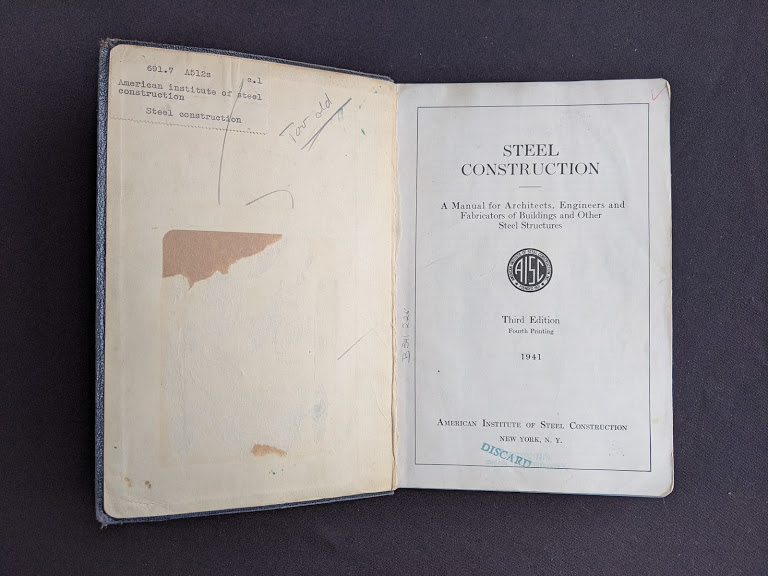 691.7 A512s c.1
American institute of steel
construction
Steel construction
Too old
STEEL
CONSTRUCTION
A Manual for Architects, Engineers and
Fabricators of Buildings and Other
Steel Structures
AISC
Third Edition
Fourth Printing
1941
AMERICAN INSTITUTE OF STEEL CONSTRUCTION
NEW YORK, N. Y.
DISCARD